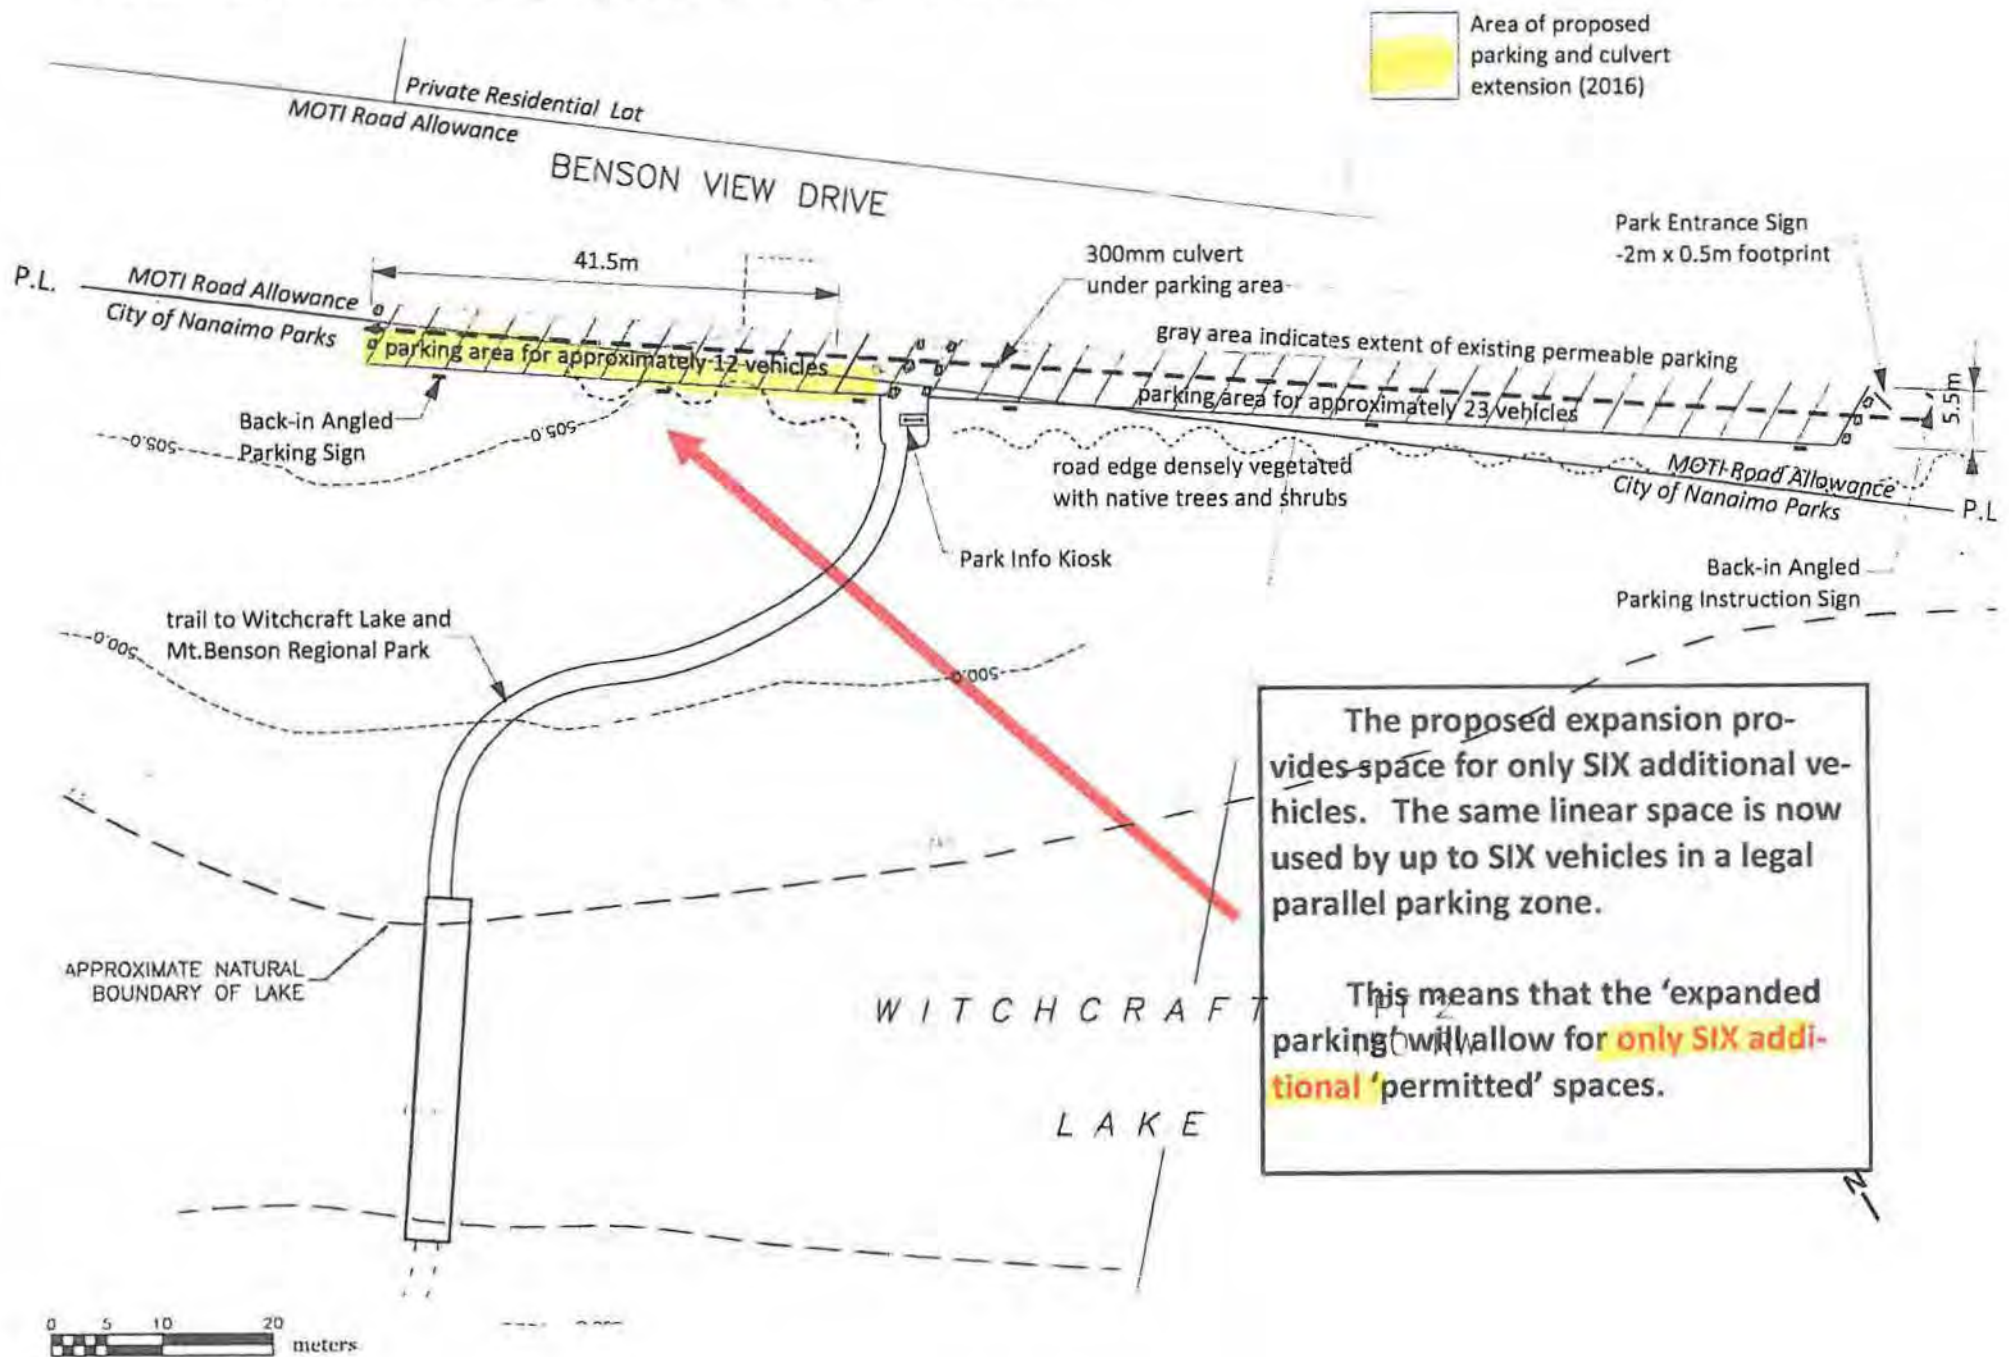 Area of proposed
parking and culvert
extension (2016)
Private Residential Lot
MOTI Road Allowance
BENSON VIEW DRIVE
Park Entrance Sign
-2m x 0.5m footprint
41.5m
300mm culvert
under parking area
P.L.
MOTI Road Allowance
City of Nanaimo Parks
gray area indicates extent of existing permeable parking
parking area for approximately 12 vehicles
parking area for approximately 23 vehicles
5.5m
Back-in Angled
Parking Sign
505.0
505.0
road edge densely vegetated
with native trees and shrubs
MOTI Road Allowance
City of Nanaimo Parks
P.L
Park Info Kiosk
Back-in Angled
Parking Instruction Sign
trail to Witchcraft Lake and
Mt.Benson Regional Park
500.0
500.0
The proposed expansion pro-
vides space for only SIX additional ve-
hicles. The same linear space is now
used by up to SIX vehicles in a legal
parallel parking zone.
This means that the ‘expanded
parking’ will allow for only SIX addi-
tional ‘permitted’ spaces.
APPROXIMATE NATURAL
BOUNDARY OF LAKE
WITCHCRAFT
LAKE
N
0 5 10 20
meters